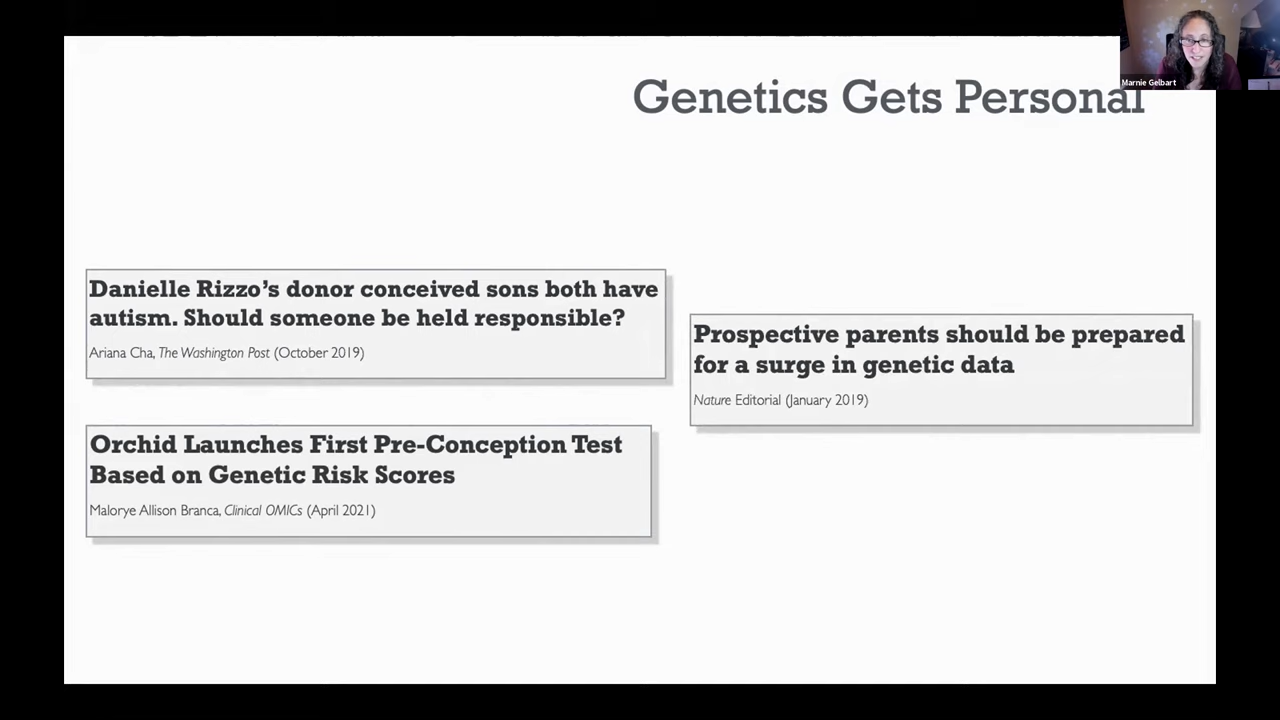 Marnie Gelbart
Genetics Gets Personal
Danielle Rizzo's donor conceived sons both have
autism. Should someone be held responsible?
Ariana Cha, The Washington Post (October 2019)
Prospective parents should be prepared
for a surge in genetic data
Nature Editorial (January 2019)
Orchid Launches First Pre-Conception Test
Based on Genetic Risk Scores
Malorye Allison Branca, Clinical OMICs (April 2021)